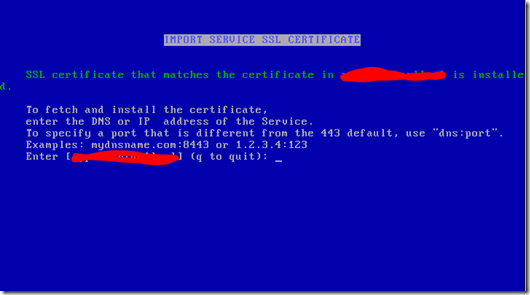 IMPORT SERVICE SSL CERTIFICATE
SSL certificate that matches the certificate in is installe
d.
To fetch and install the certificate,
enter the DNS or IP address of the Service.
To specify a port that is different from the 443 default, use "dns:port".
Examples: mydnsname.com:8443 or 1.2.3.4:123
Enter [] (q to quit): _